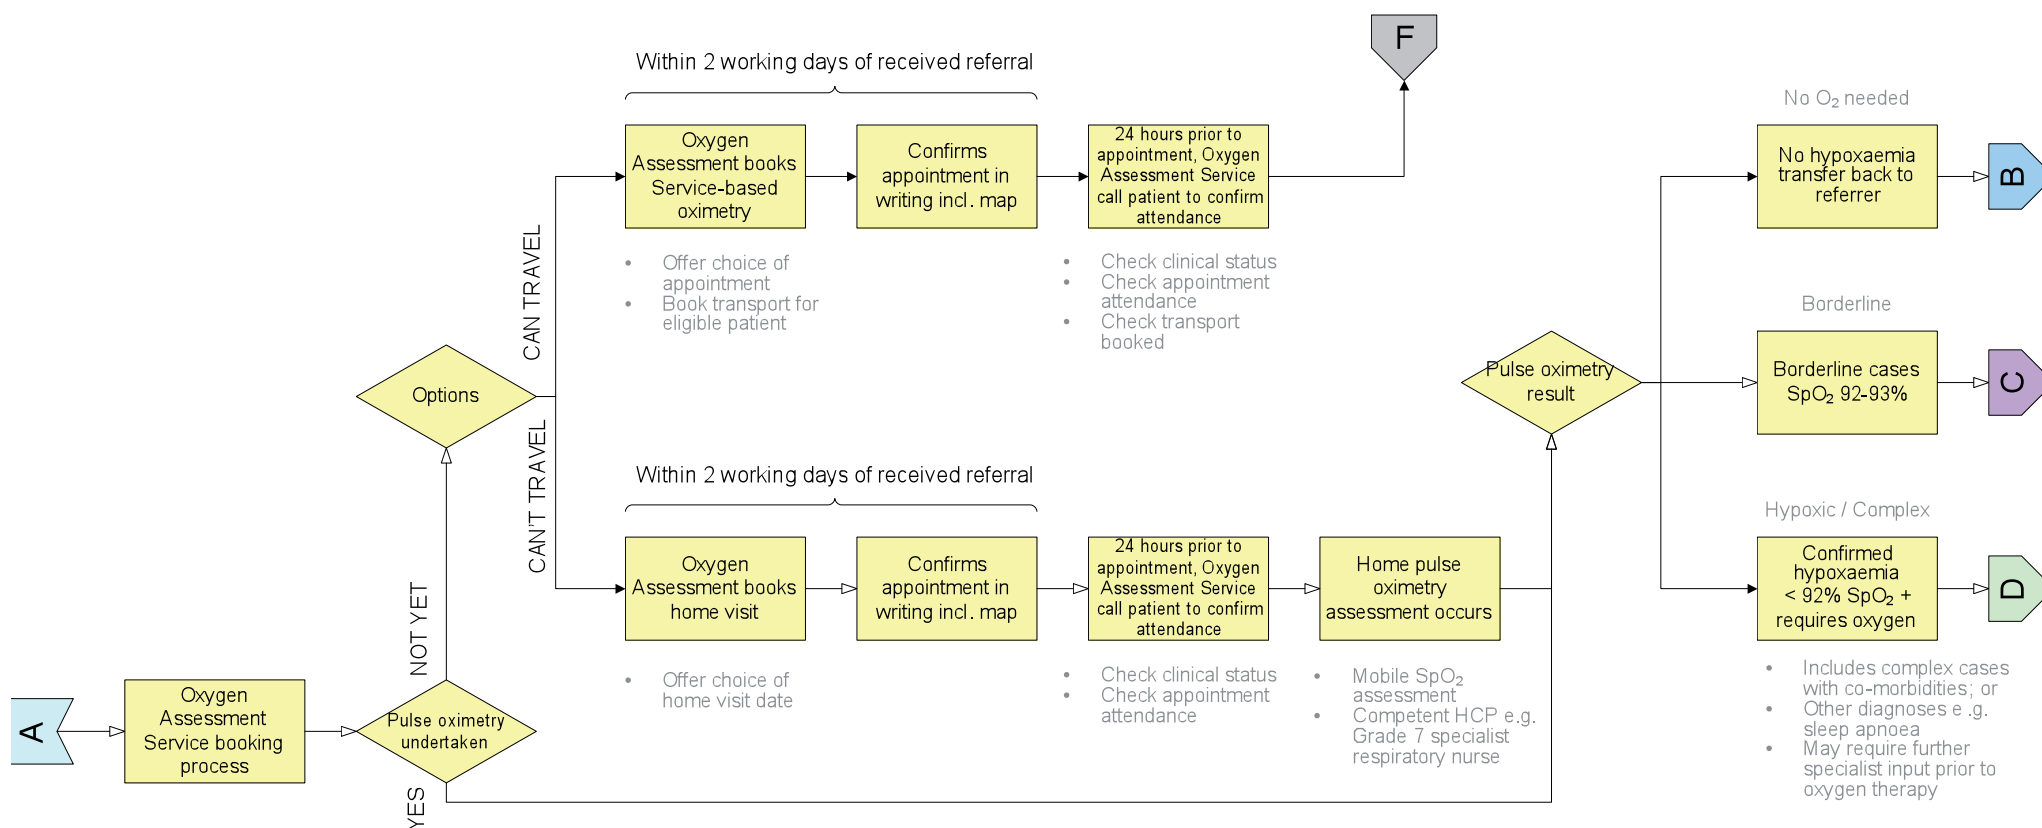 F
Within 2 working days of received referral
Oxygen
Assessment books
Service-based
oximetry
Confirms
appointment in
writing incl. map
24 hours prior to
appointment, Oxygen
Assessment Service
call patient to confirm
attendance
• Offer choice of
appointment
• Book transport for
eligible patient
• Check clinical status
• Check appointment
attendance
• Check transport
booked
CAN TRAVEL
Options
CAN'T TRAVEL
Within 2 working days of received referral
Oxygen
Assessment books
home visit
Confirms
appointment in
writing incl. map
24 hours prior to
appointment, Oxygen
Assessment Service
call patient to confirm
attendance
Home pulse
oximetry
assessment occurs
• Offer choice of
home visit date
• Check clinical status
• Check appointment
attendance
• Mobile SpO₂
assessment
• Competent HCP e.g.
Grade 7 specialist
respiratory nurse
NOT YET
A
Oxygen
Assessment
Service booking
process
Pulse oximetry
undertaken
YES
Pulse oximetry
result
No O₂ needed
No hypoxaemia
transfer back to
referrer
B
Borderline
Borderline cases
SpO₂ 92-93%
C
Hypoxic / Complex
Confirmed
hypoxaemia
< 92% SpO₂ +
requires oxygen
D
• Includes complex cases
with co-morbidities; or
• Other diagnoses e .g.
sleep apnoea
• May require further
specialist input prior to
oxygen therapy